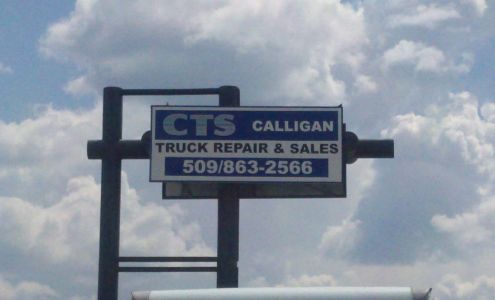 CTS CALLIGAN
TRUCK REPAIR & SALES
509/863-2566